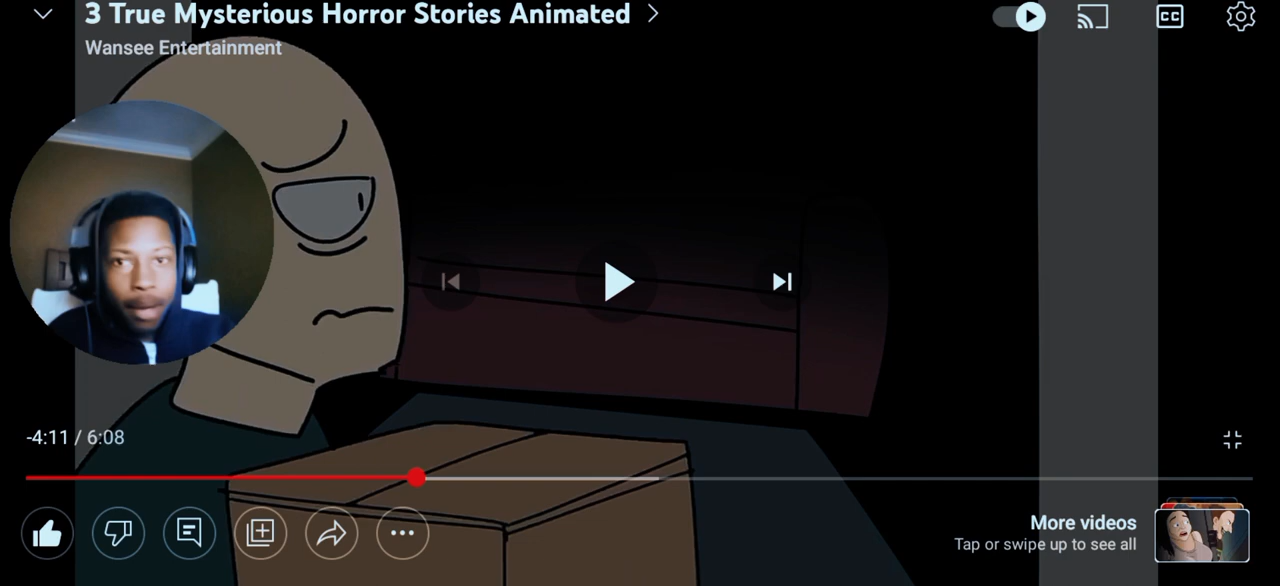 3 True Mysterious Horror Stories Animated
Wansee Entertainment
CC
-4:11 / 6:08
More videos
Tap or swipe up to see all